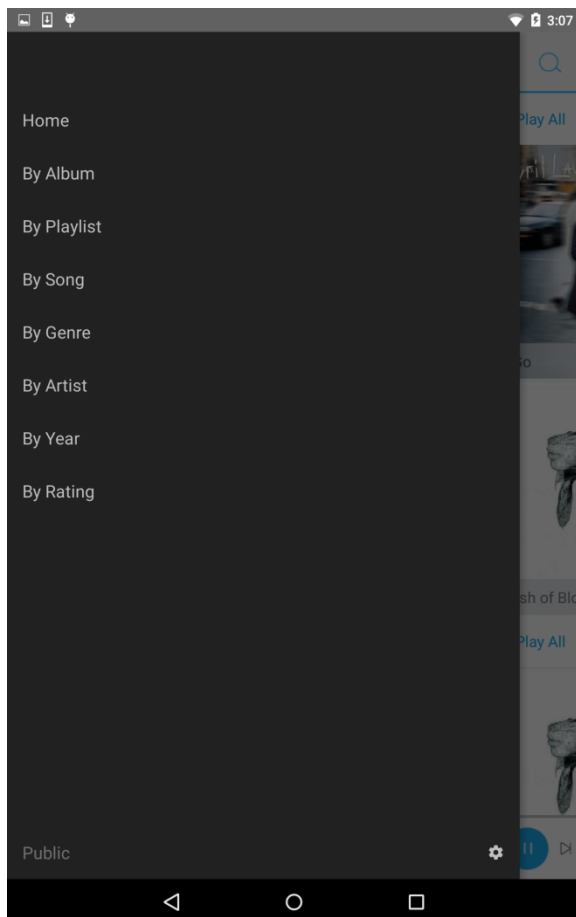 3:07
Home
Play All
By Album
By Playlist
By Song
By Genre
By Artist
By Year
By Rating
Play All
Public